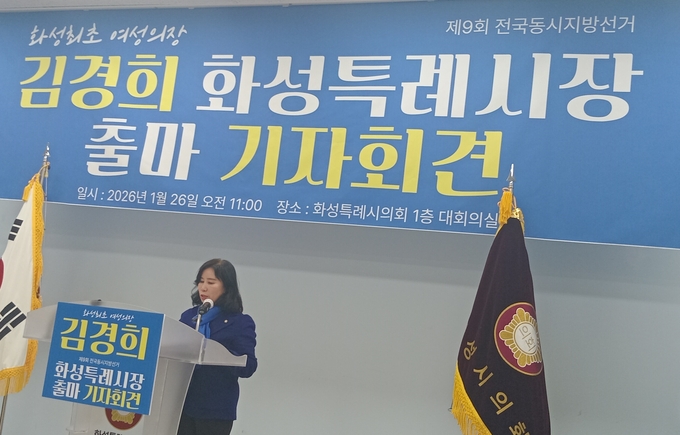 화성최초 여성의장
제9회 전국동시지방선거
김경희 화성특례시장
출마 기자회견
일시 : 2026년 1월 26일 오전 11:00 장소 : 화성특례시의회 1층 대회의실
화성최초 여성의장
김경희
제9회 전국동시지방선거
화성특례시장
출마 기자회견
성시의회